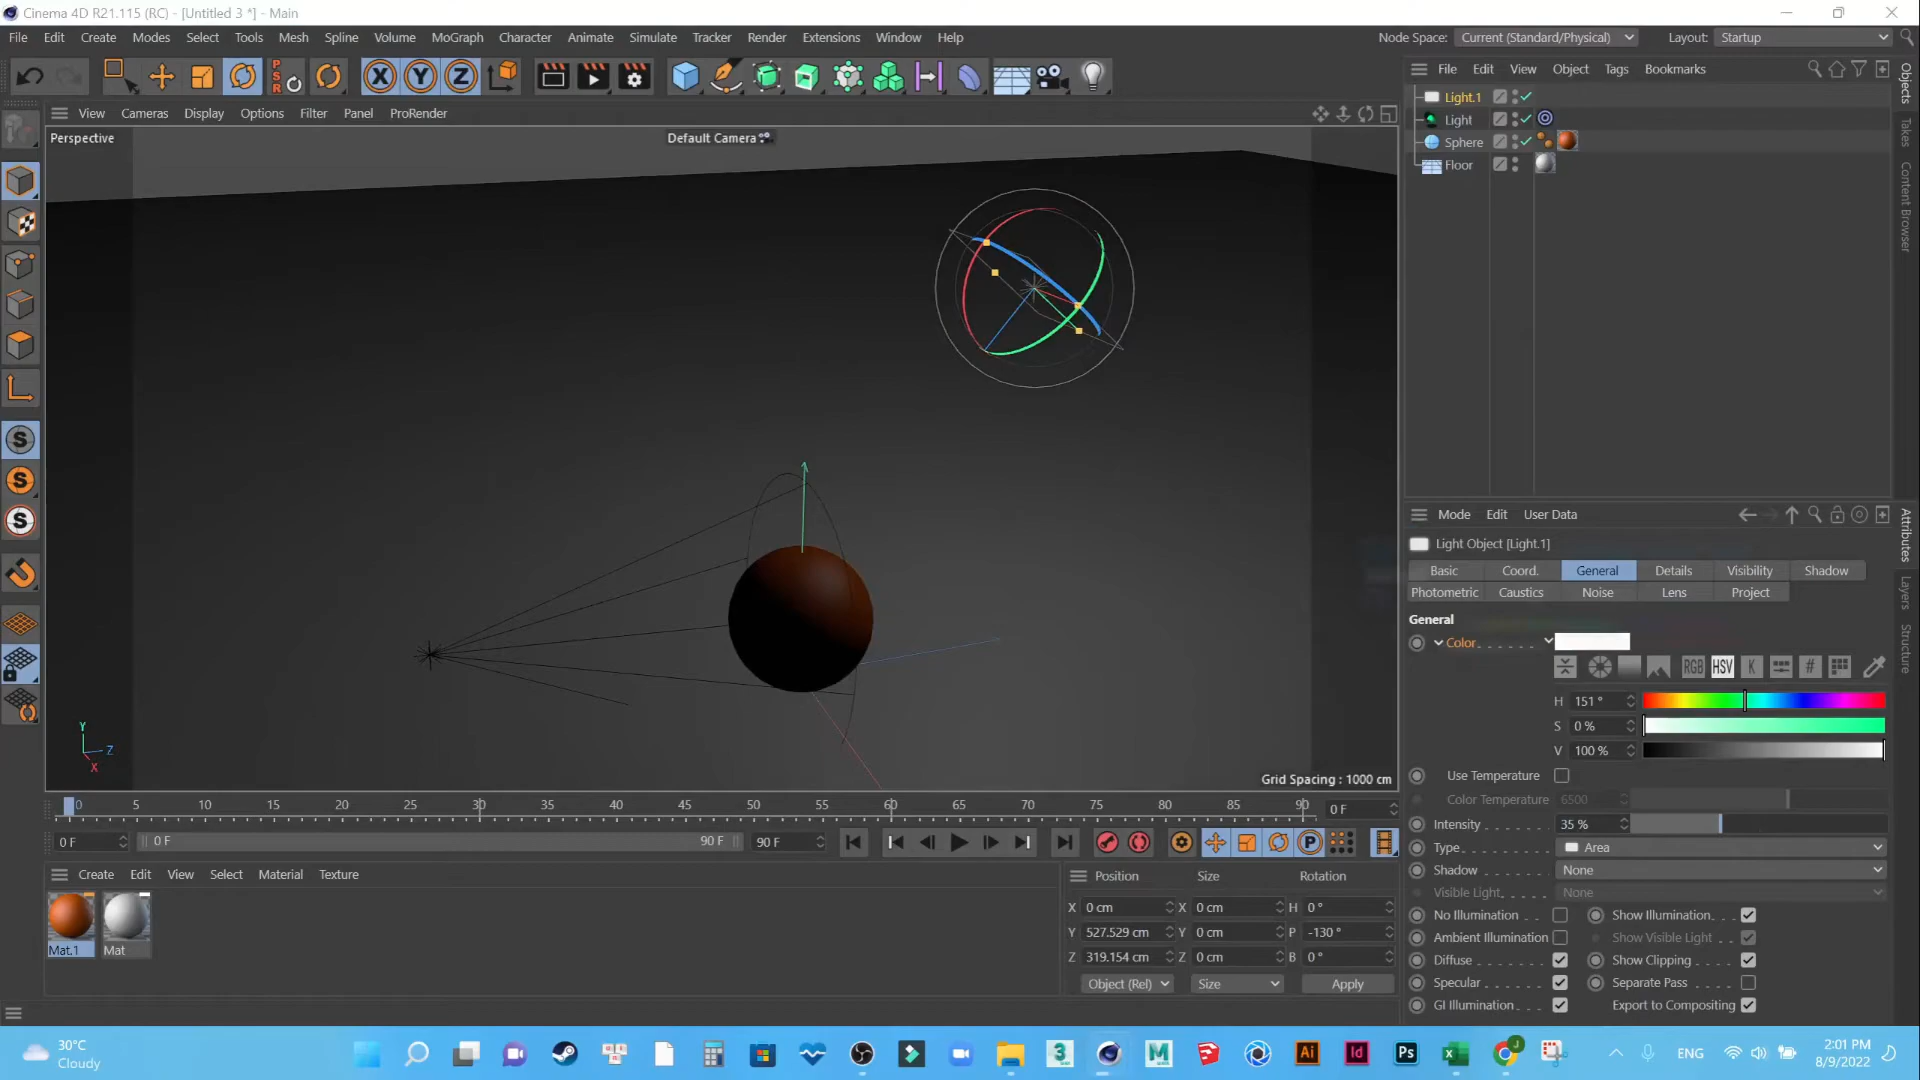 Cinema 4D R21.115 (RC) - [Untitled 3 *] - Main
File Edit Create Modes Select Tools Mesh Spline Volume MoGraph Character Animate Simulate Tracker Render Extensions Window Help
Node Space: Current (Standard/Physical) Layout: Startup
View Cameras Display Options Filter Panel ProRender
Perspective
Default Camera
Grid Spacing : 1000 cm
Y
Z
X
0 5 10 15 20 25 30 35 40 45 50 55 60 65 70 75 80 85 90 0 F
0 F 0 F 90 F 90 F
Create Edit View Select Material Texture
Mat.1 Mat
Position Size Rotation
X 0 cm X 0 cm H 0 °
Y 527.529 cm Y 0 cm P -130 °
Z 319.154 cm Z 0 cm B 0 °
Object (Rel) Size Apply
File Edit View Object Tags Bookmarks
Light.1
Light
Sphere
Floor
Objects
Takes
Content Browser
Mode Edit User Data
Light Object [Light.1]
Basic Coord. General Details Visibility Shadow
Photometric Caustics Noise Lens Project
General
Color
RGB HSV K #
H 151 °
S 0 %
V 100 %
Use Temperature
Color Temperature 6500
Intensity 35 %
Type Area
Shadow None
Visible Light None
No Illumination Show Illumination
Ambient Illumination Show Visible Light
Diffuse Show Clipping
Specular Separate Pass
GI Illumination Export to Compositing
Attributes
Layers
Structure
30°C
Cloudy
ENG
2:01 PM
8/9/2022